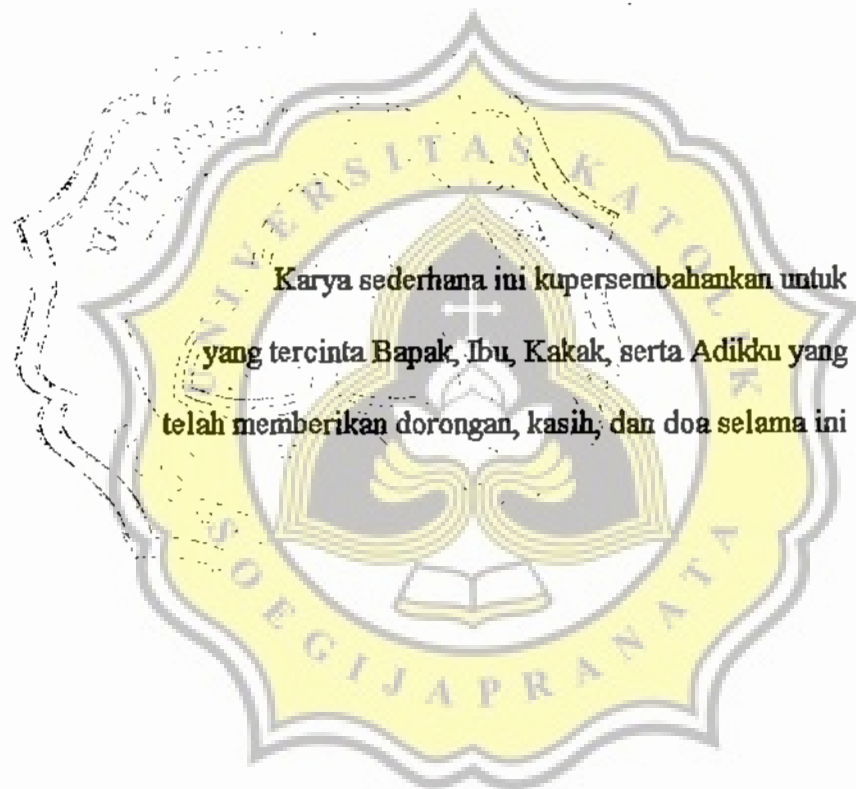 UNIVERSITAS KATOLIK
Karya sederhana ini kupersembahankan untuk
yang tercinta Bapak, Ibu, Kakak, serta Adikku yang
telah memberikan dorongan, kasih, dan doa selama ini
SOEGIJAPRANATA